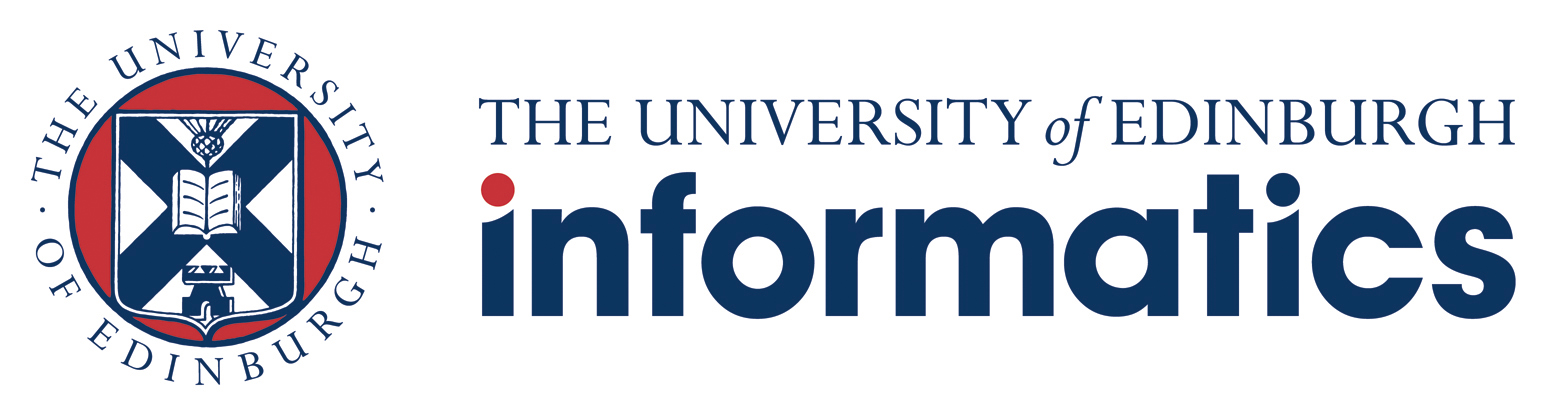 · THE UNIVERSITY · OF EDINBURGH
THE UNIVERSITY of EDINBURGH
informatics